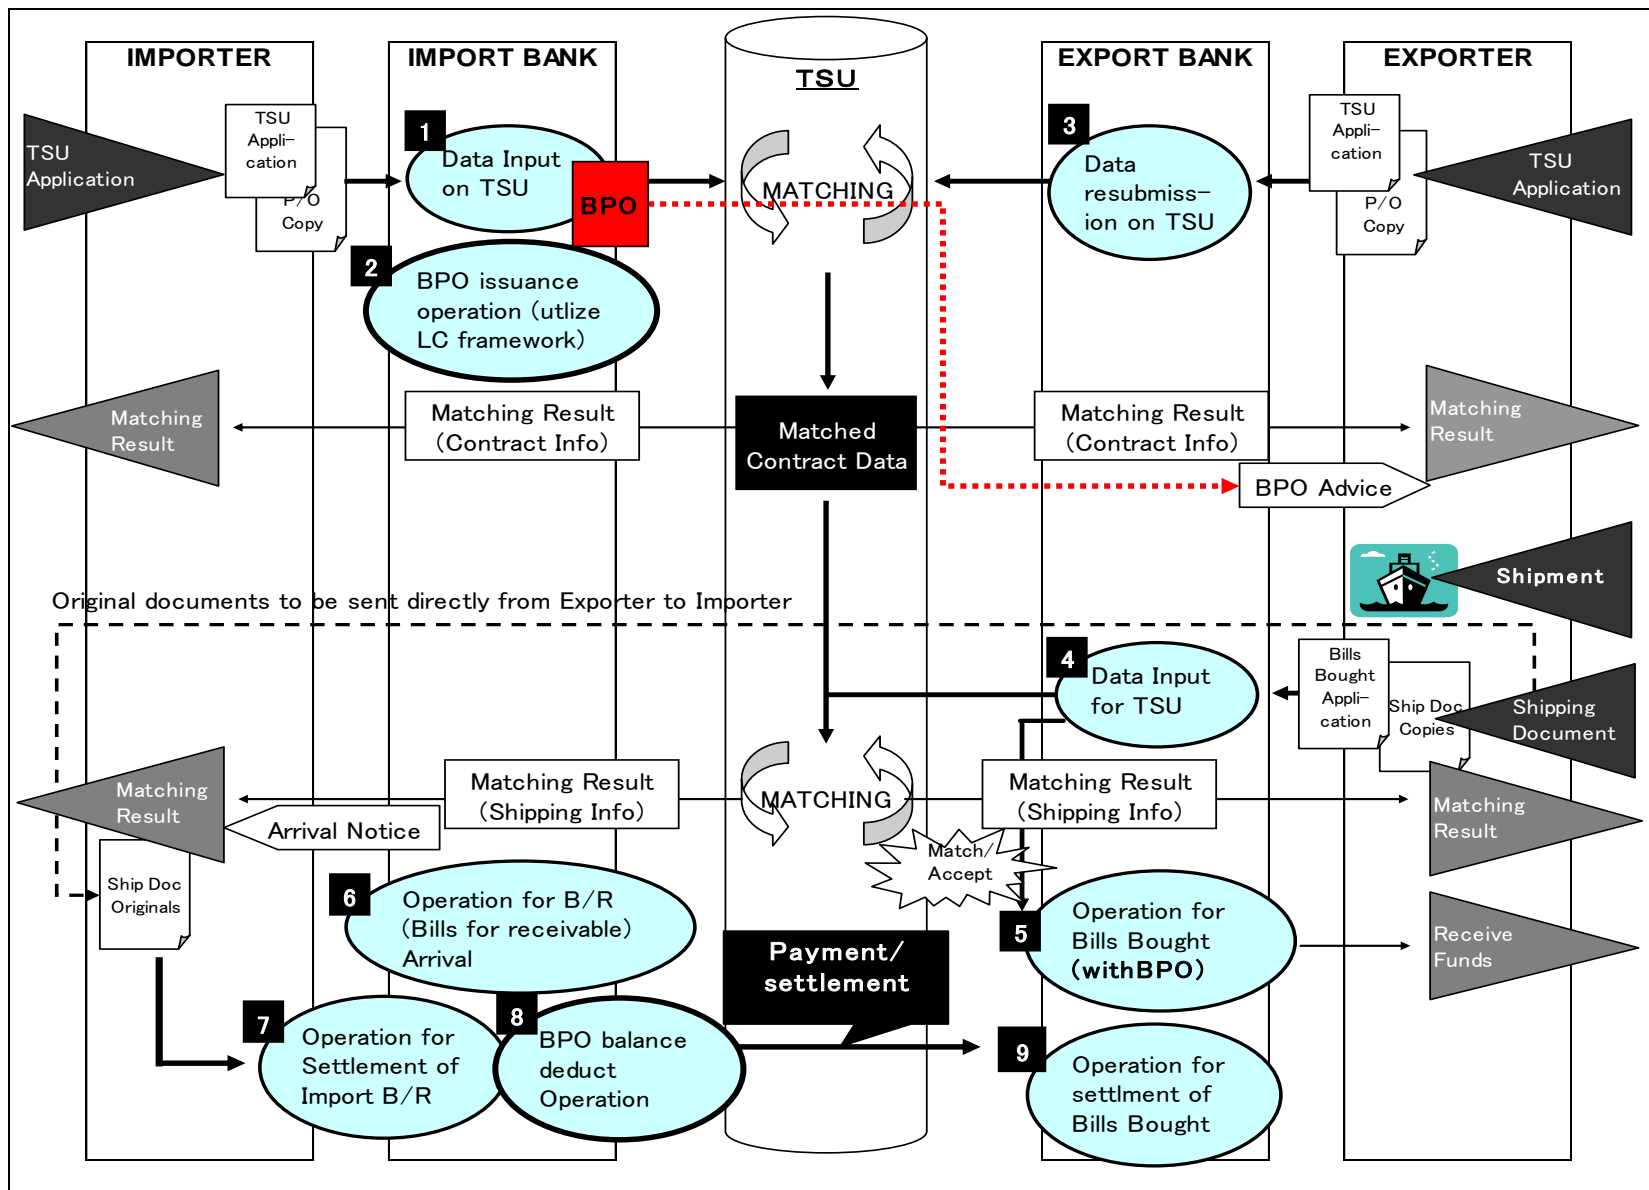 IMPORTER
IMPORT BANK
TSU
EXPORT BANK
EXPORTER
TSU
Application
TSU
Appli-
cation
P/O
Copy
1
Data Input
on TSU
BPO
MATCHING
3
Data
resubmiss-
ion on TSU
TSU
Appli-
cation
P/O
Copy
TSU
Application
2
BPO issuance
operation (utlize
LC framework)
Matching
Result
Matching Result
(Contract Info)
Matched
Contract Data
Matching Result
(Contract Info)
Matching
Result
BPO Advice
Shipment
Original documents to be sent directly from Exporter to Importer
4
Data Input
for TSU
Bills
Bought
Appli-
cation
Ship Doc
Copies
Shipping
Document
Matching
Result
Matching Result
(Shipping Info)
MATCHING
Matching Result
(Shipping Info)
Matching
Result
Arrival Notice
Match/
Accept
Ship Doc
Originals
6
Operation for B/R
(Bills for receivable)
Arrival
5
Operation for
Bills Bought
(withBPO)
Receive
Funds
Payment/
settlement
7
Operation for
Settlement of
Import B/R
8
BPO balance
deduct
Operation
9
Operation for
settlment of
Bills Bought